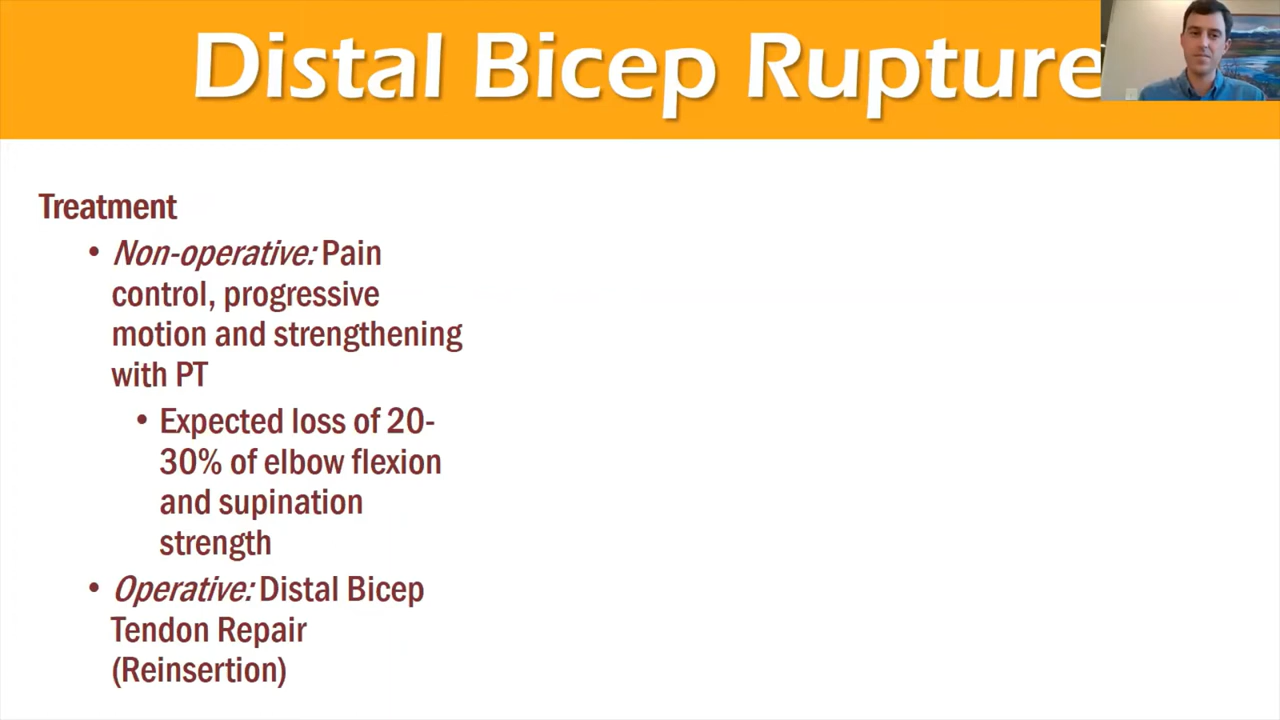 Distal Bicep Rupture
Treatment
• Non-operative: Pain
control, progressive
motion and strengthening
with PT
• Expected loss of 20-
30% of elbow flexion
and supination
strength
• Operative: Distal Bicep
Tendon Repair
(Reinsertion)